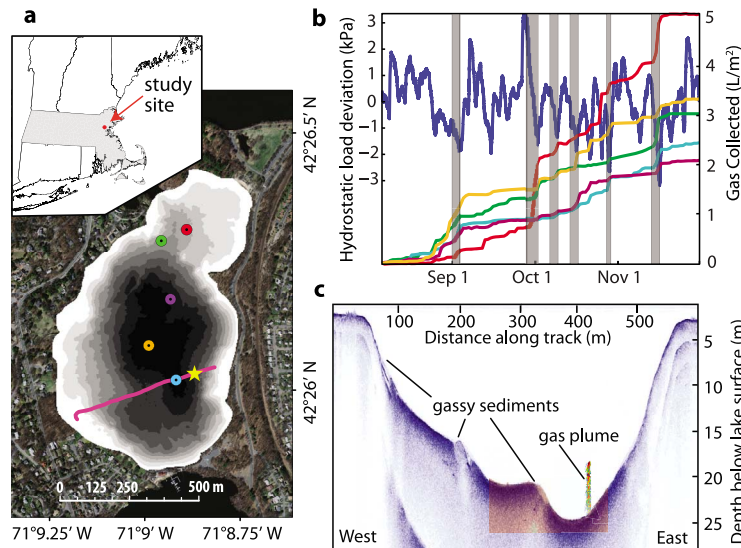 a
study
site
42°26.5' N
42°26' N
0 125 250 500 m
71°9.25' W 71°9' W 71°8.75' W
b
Hydrostatic load deviation (kPa)
3
2
1
0
−1
−2
−3
Gas Collected (L/m²)
5
4
3
2
1
0
Sep 1 Oct 1 Nov 1
c
100 200 300 400 500
Distance along track (m)
gassy sediments
gas plume
West East
Depth below lake surface (m)
5
10
15
20
25